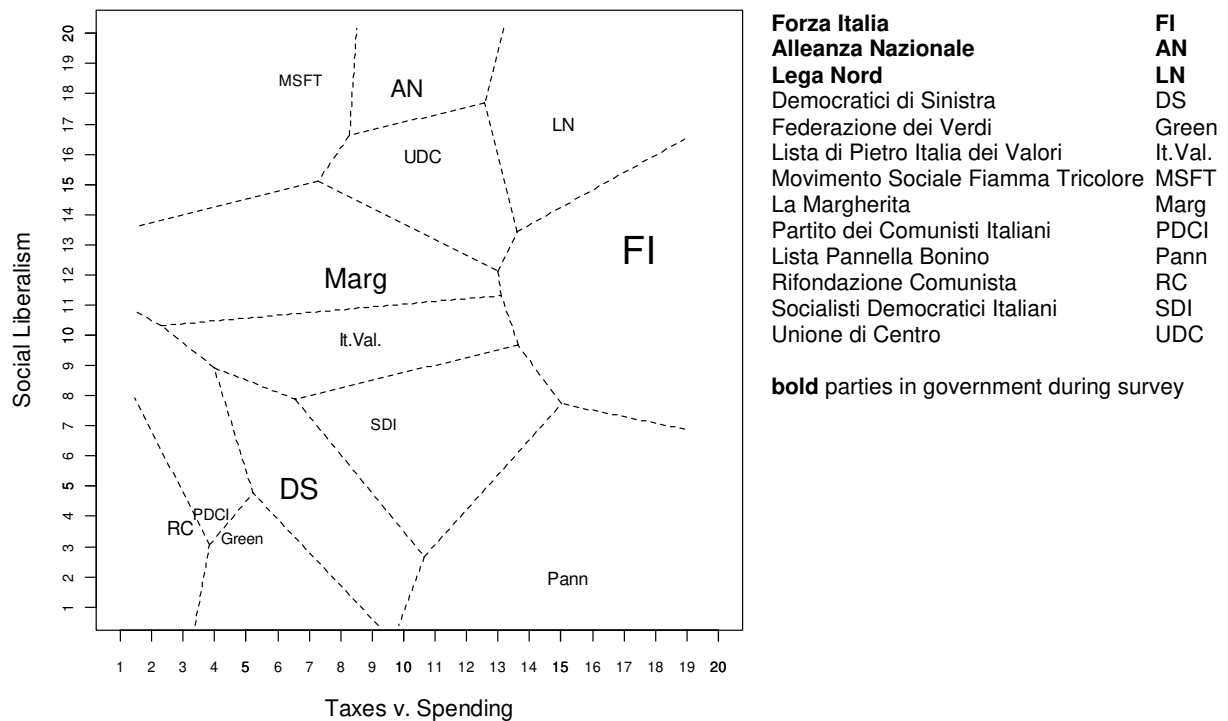 Forza Italia FI
Alleanza Nazionale AN
Lega Nord LN
Democratici di Sinistra DS
Federazione dei Verdi Green
Lista di Pietro Italia dei Valori It.Val.
Movimento Sociale Fiamma Tricolore MSFT
La Margherita Marg
Partito dei Comunisti Italiani PDCI
Lista Pannella Bonino Pann
Rifondazione Comunista RC
Socialisti Democratici Italiani SDI
Unione di Centro UDC
bold parties in government during survey
Social Liberalism
20
19
18
17
16
15
14
13
12
11
10
9
8
7
6
5
4
3
2
1
MSFT
AN
LN
UDC
FI
Marg
It.Val.
SDI
DS
PDCI
RC
Green
Pann
1 2 3 4 5 6 7 8 9 10 11 12 13 14 15 16 17 18 19 20
Taxes v. Spending